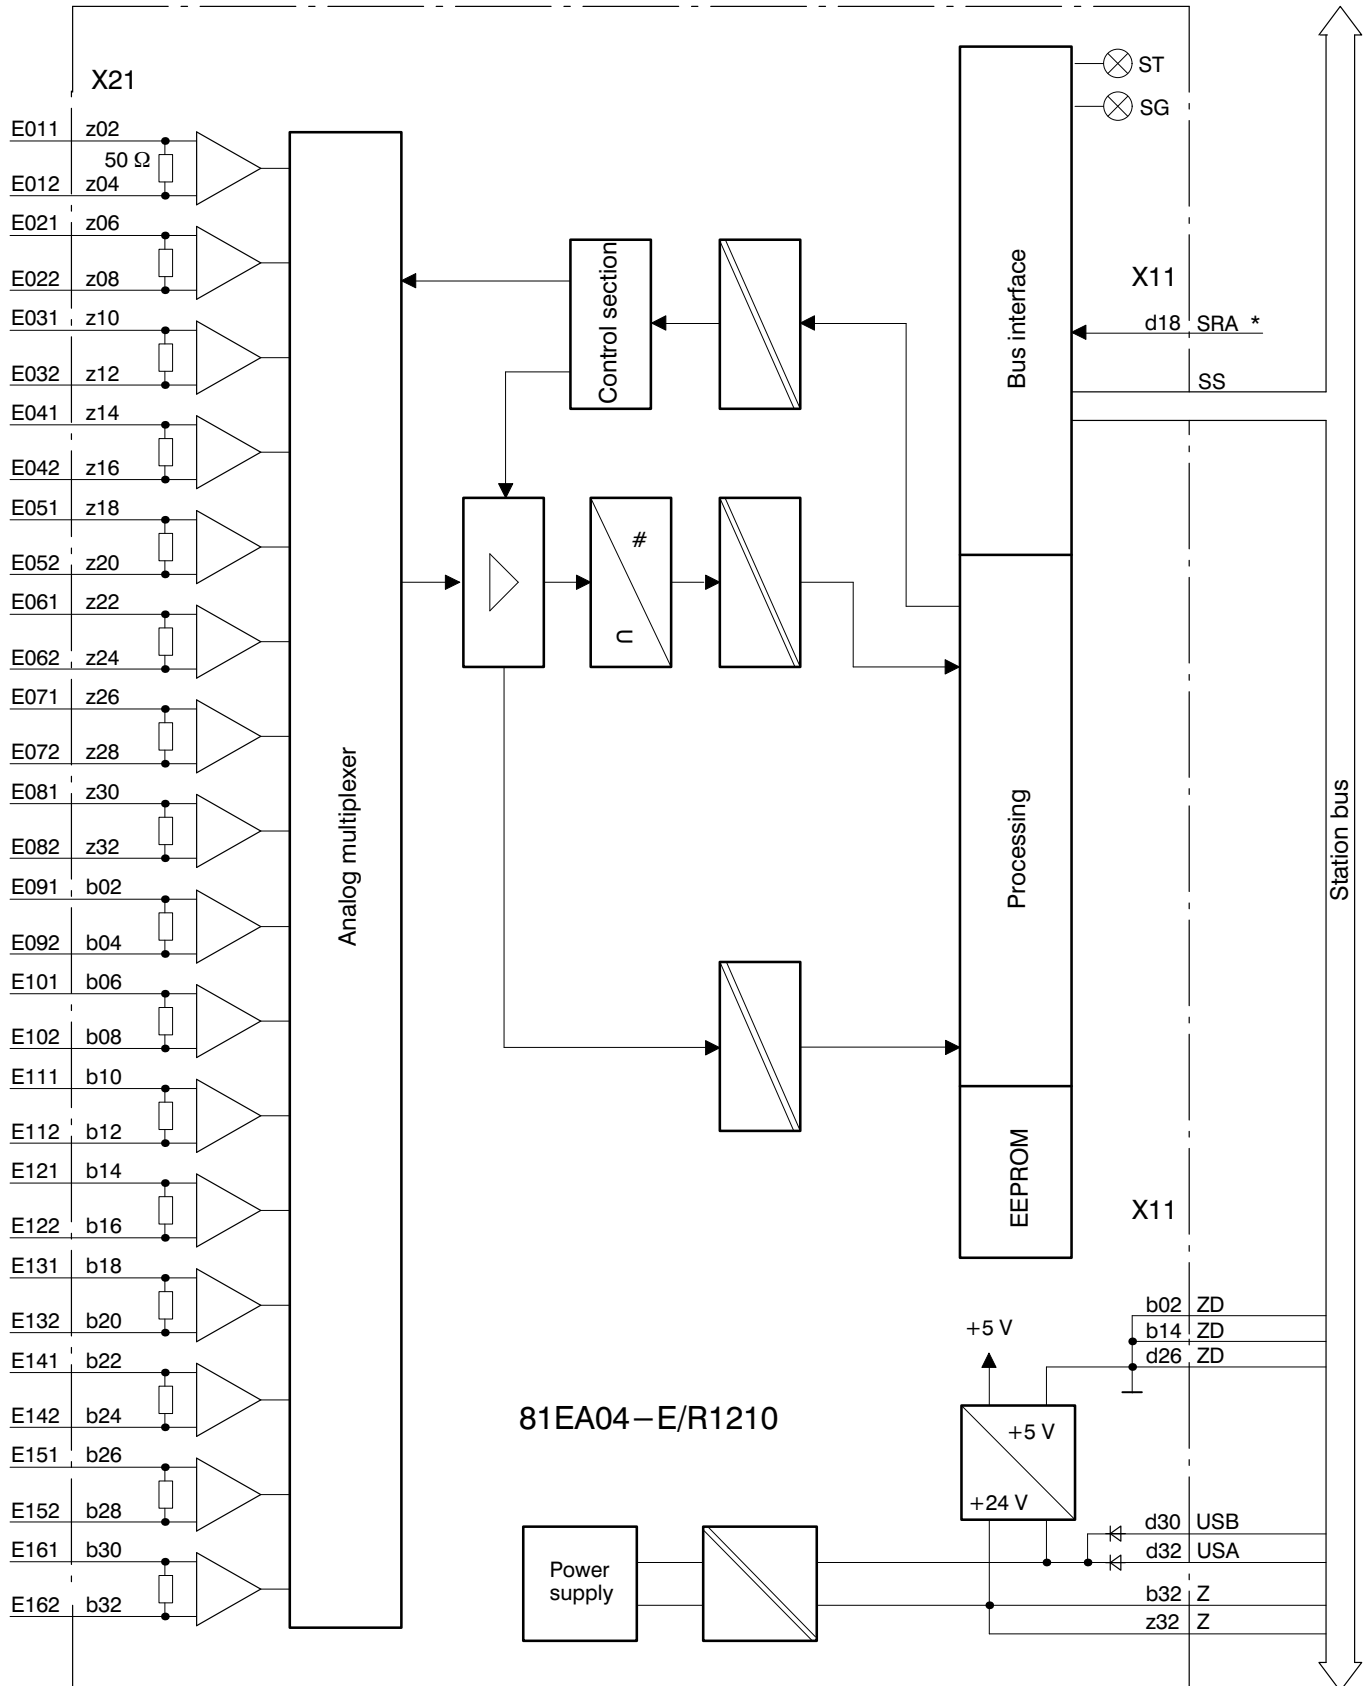 X21
ST
SG
E011 z02
50 Ω
E012 z04
E021 z06
E022 z08
E031 z10
E032 z12
E041 z14
E042 z16
E051 z18
E052 z20
E061 z22
E062 z24
E071 z26
E072 z28
E081 z30
E082 z32
E091 b02
E092 b04
E101 b06
E102 b08
E111 b10
E112 b12
E121 b14
E122 b16
E131 b18
E132 b20
E141 b22
E142 b24
E151 b26
E152 b28
E161 b30
E162 b32
Analog multiplexer
Control section
#
∩
Bus interface
Processing
EEPROM
X11
d18 SRA *
SS
Station bus
X11
b02 ZD
b14 ZD
d26 ZD
+5 V
+5 V
+24 V
81EA04–E/R1210
Power
supply
d30 USB
d32 USA
b32 Z
z32 Z